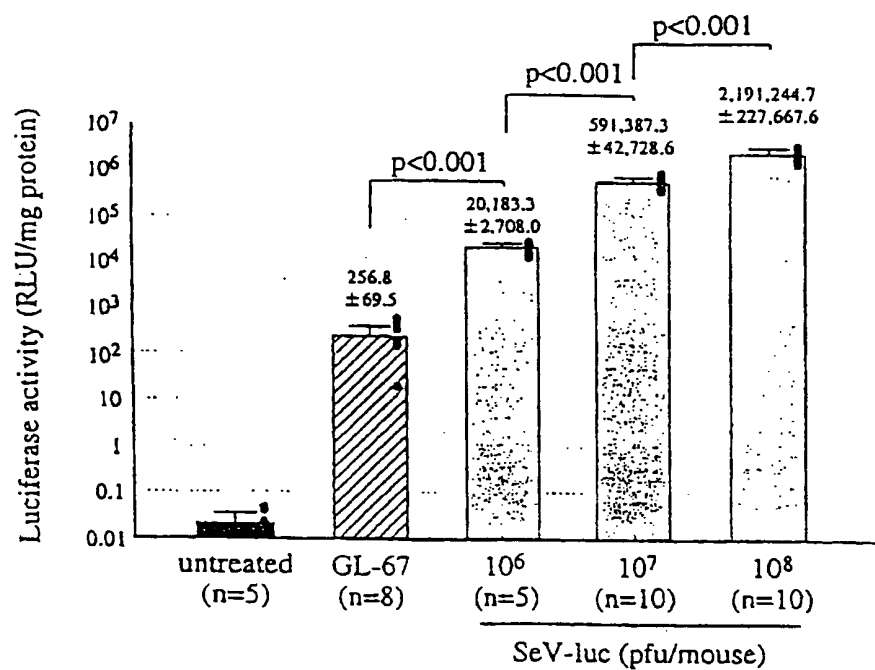 p<0.001
p<0.001
p<0.001
2,191,244.7
±227,667.6
591,387.3
±42,728.6
20,183.3
±2,708.0
256.8
±69.5
Luciferase activity (RLU/mg protein)
10⁷
10⁶
10⁵
10⁴
10³
10²
10
1
0.1
0.01
untreated GL-67 10⁶ 10⁷ 10⁸
(n=5) (n=8) (n=5) (n=10) (n=10)
SeV-luc (pfu/mouse)